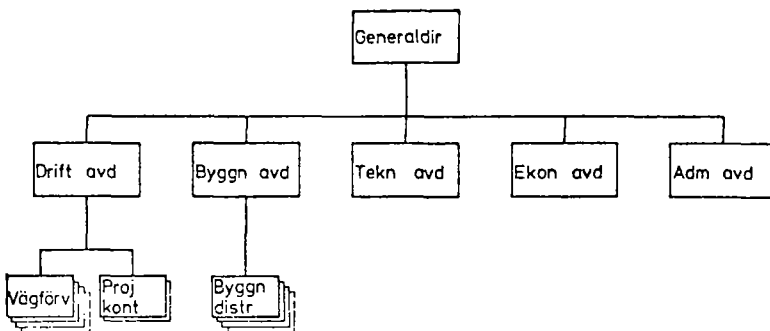 Generaldir
Drift avd
Byggn avd
Tekn avd
Ekon avd
Adm avd
Vägförv
Proj
kont
Byggn
distr